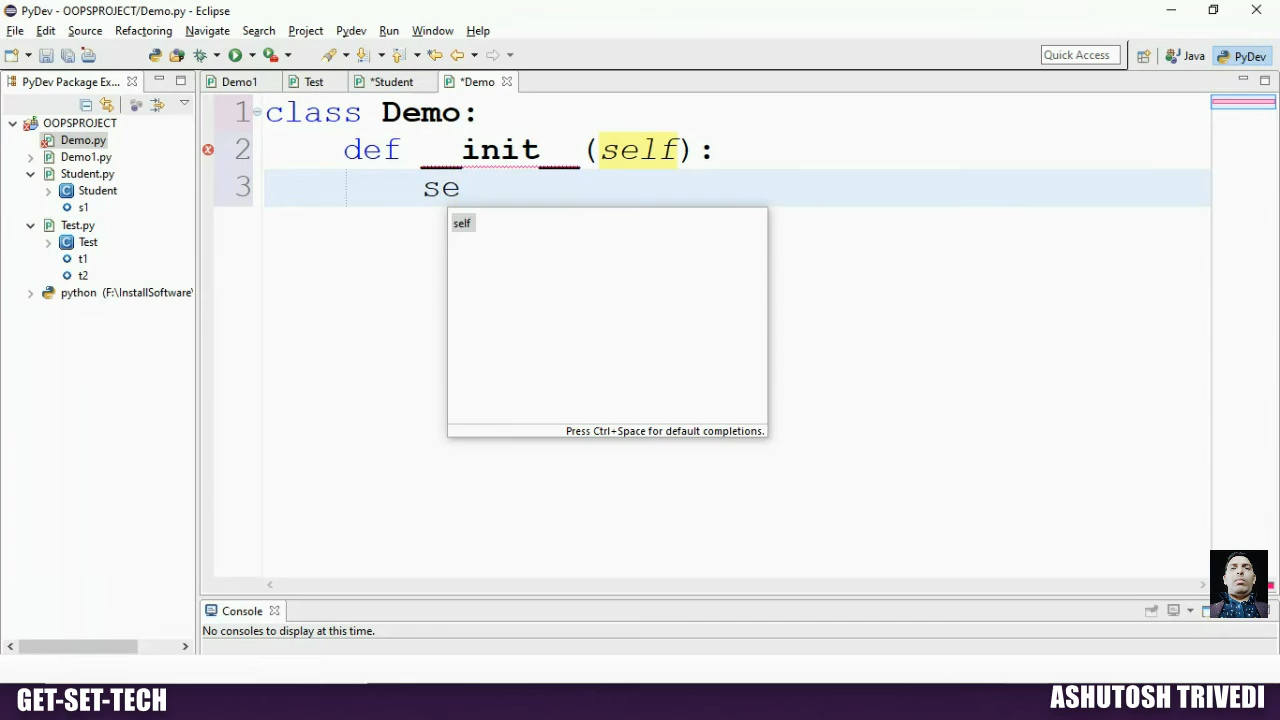 PyDev - OOPSPROJECT/Demo.py - Eclipse
File Edit Source Refactoring Navigate Search Project Pydev Run Window Help
Quick Access Java PyDev
PyDev Package Ex... Demo1 Test *Student *Demo
OOPSPROJECT
Demo.py
Demo1.py
Student.py
Student
s1
Test.py
Test
t1
t2
python (F:\InstallSoftware\
1 class Demo:
2 def __init__(self):
3 se
self
Press Ctrl+Space for default completions.
Console
No consoles to display at this time.
GET-SET-TECH
ASHUTOSH TRIVEDI